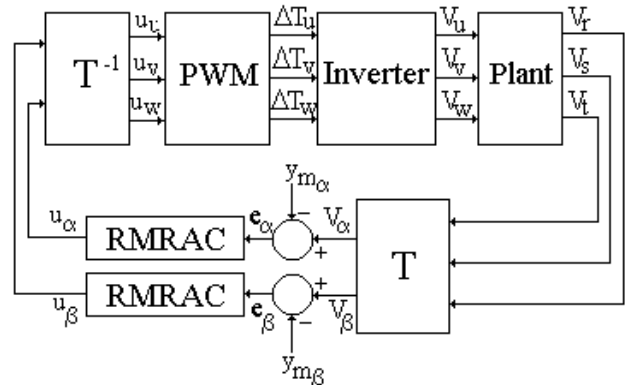 u_u ΔT_u V_u V_r
T^-1 u_v PWM ΔT_v Inverter V_v Plant V_s
u_w ΔT_w V_w V_t
y_mα
u_α RMRAC e_α − + V_α
T
u_β RMRAC e_β + − V_β
y_mβ